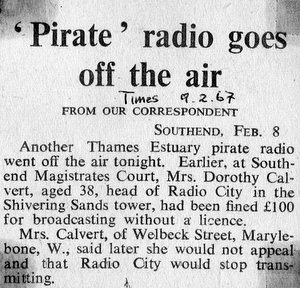 ‘Pirate’ radio goes
off the air
Times 9.2.67
FROM OUR CORRESPONDENT
SOUTHEND, FEB. 8
Another Thames Estuary pirate radio
went off the air tonight. Earlier, at South-
end Magistrates Court, Mrs. Dorothy Cal-
vert, aged 38, head of Radio City in the
Shivering Sands tower, had been fined £100
for broadcasting without a licence.
Mrs. Calvert, of Welbeck Street, Maryle-
bone, W., said later she would not appeal
and that Radio City would stop trans-
mitting.